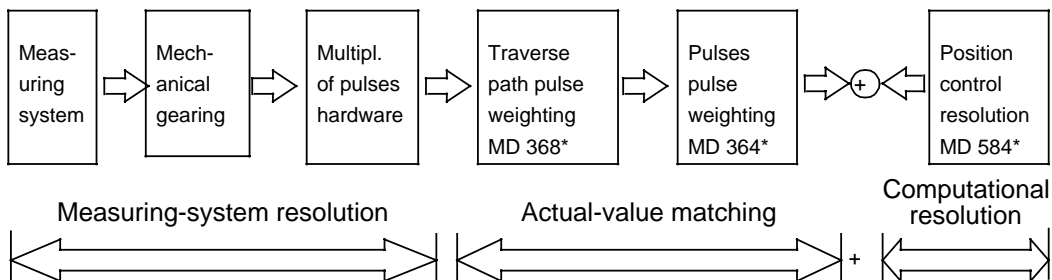 Meas-
uring
system
Mech-
anical
gearing
Multipl.
of pulses
hardware
Traverse
path pulse
weighting
MD 368*
Pulses
pulse
weighting
MD 364*
+
Position
control
resolution
MD 584*
Measuring-system resolution
Actual-value matching
+
Computational
resolution